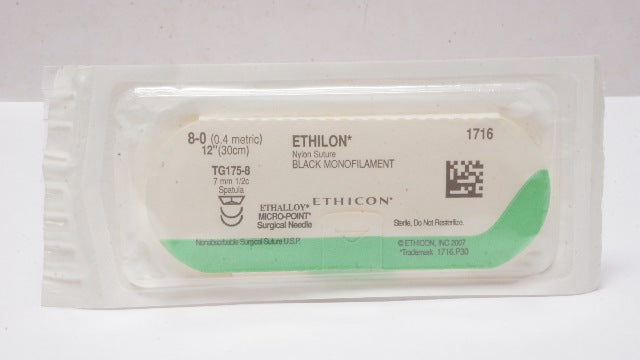 8-0 (0.4 metric)
12"(30cm)
TG175-8
7 mm 1/2c
Spatula
ETHALLOY*
MICRO-POINT*
Surgical Needle
Nonabsorbable Surgical Suture U.S.P.
ETHILON*
Nylon Suture
BLACK MONOFILAMENT
ETHICON*
1716
Sterile, Do Not Resterilize.
© ETHICON, INC 2007
*Trademark 1716.P30